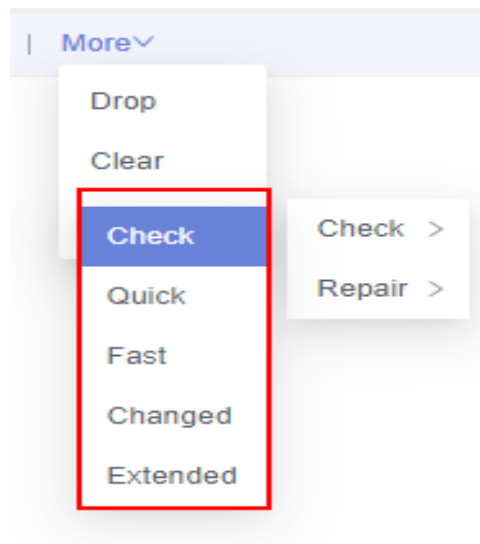 | More
Drop
Clear
Check
Quick
Fast
Changed
Extended
Check >
Repair >